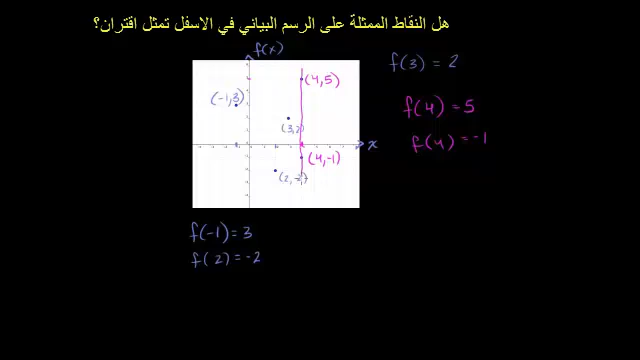 هل النقاط الممثلة على الرسم البياني في الاسفل تمثل اقتران؟
f(x)
f(3) = 2
(4,5)
(-1,3)
f(4) = 5
(3,2)
f(4) = -1
x
(4,-1)
(2,-2)
f(-1) = 3
f(2) = -2